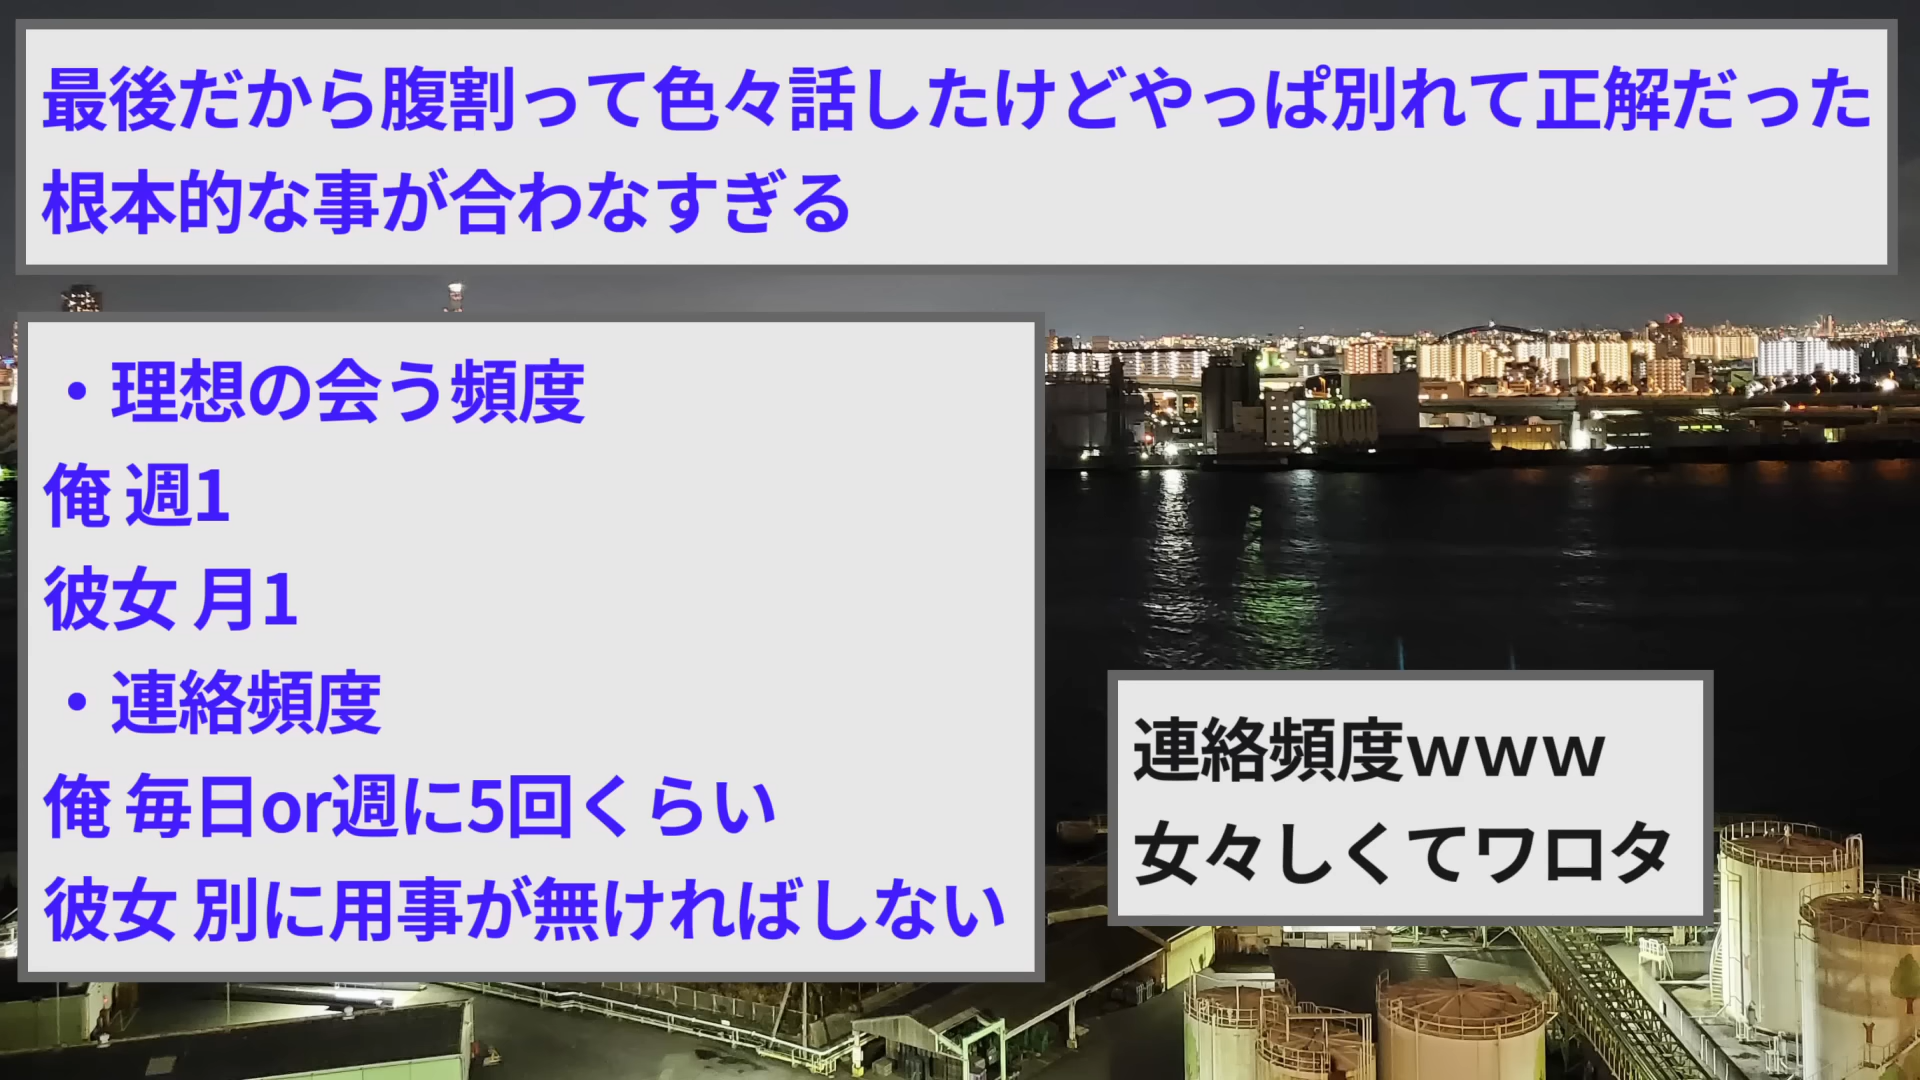 最後だから腹割って色々話したけどやっぱ別れて正解だった
根本的な事が合わなすぎる
・理想の会う頻度
俺 週1
彼女 月1
・連絡頻度
俺 毎日or週に5回くらい
彼女 別に用事が無ければしない
連絡頻度ｗｗｗ
女々しくてワロタ